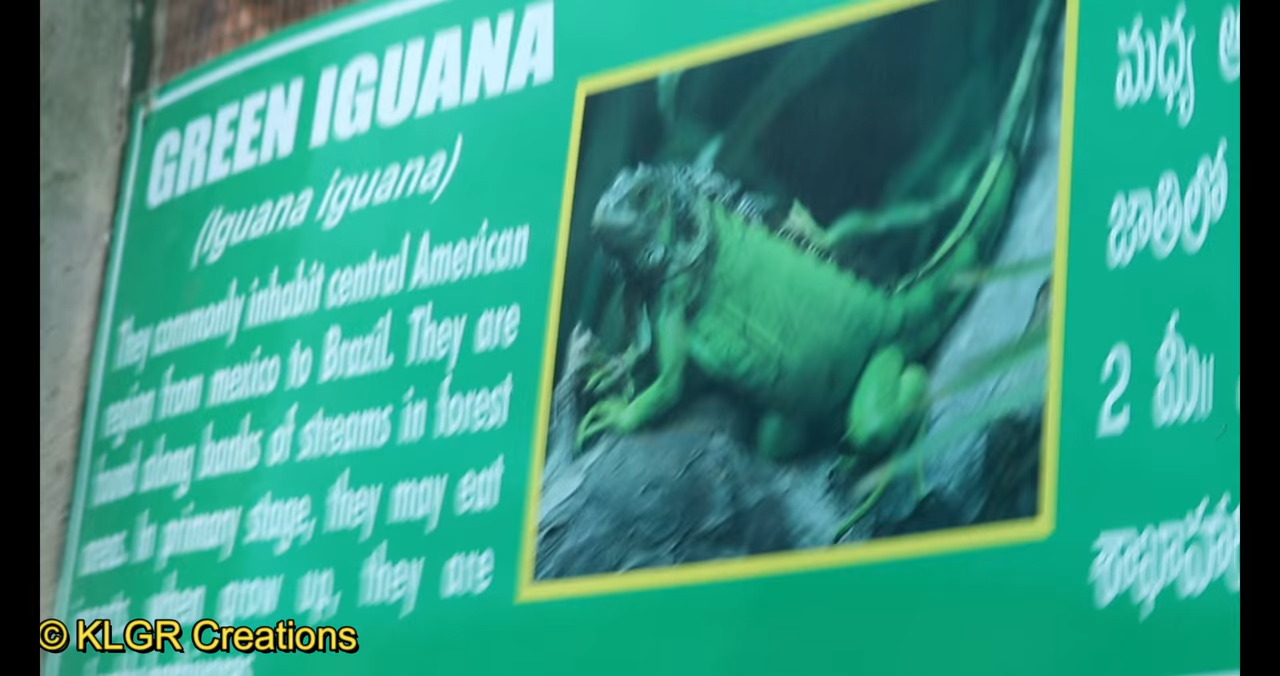 GREEN IGUANA
(Iguana iguana)
They commonly inhabit central American
region from mexico to Brazil. They are
found along banks of streams in forest
areas. In primary stage, they may eat
insects when grow up, they are
మధ్య
జాతిలో
2 మీ॥
© KLGR Creations